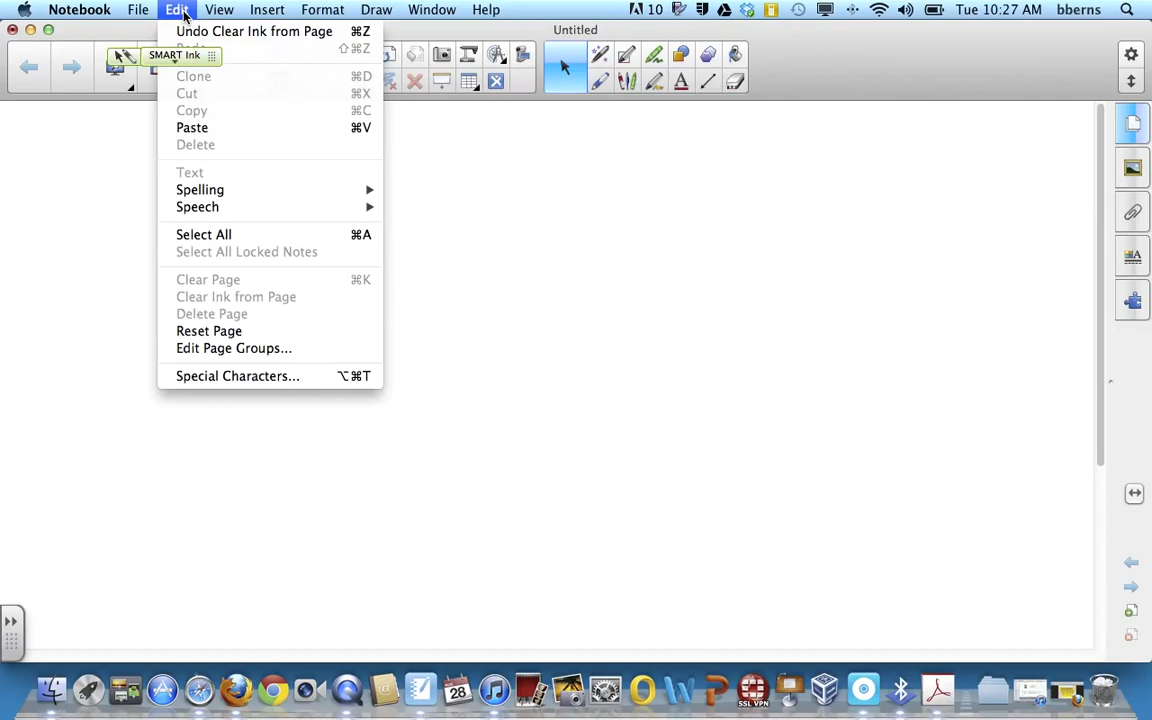 Notebook File Edit View Insert Format Draw Window Help 10 Tue 10:27 AM bberns
Untitled
Undo Clear Ink from Page ⌘Z
⇧⌘Z
SMART Ink
Clone ⌘D
Cut ⌘X
Copy ⌘C
Paste ⌘V
Delete
Text
Spelling
Speech
Select All ⌘A
Select All Locked Notes
Clear Page ⌘K
Clear Ink from Page
Delete Page
Reset Page
Edit Page Groups...
Special Characters... ⌥⌘T
28
SSL VPN